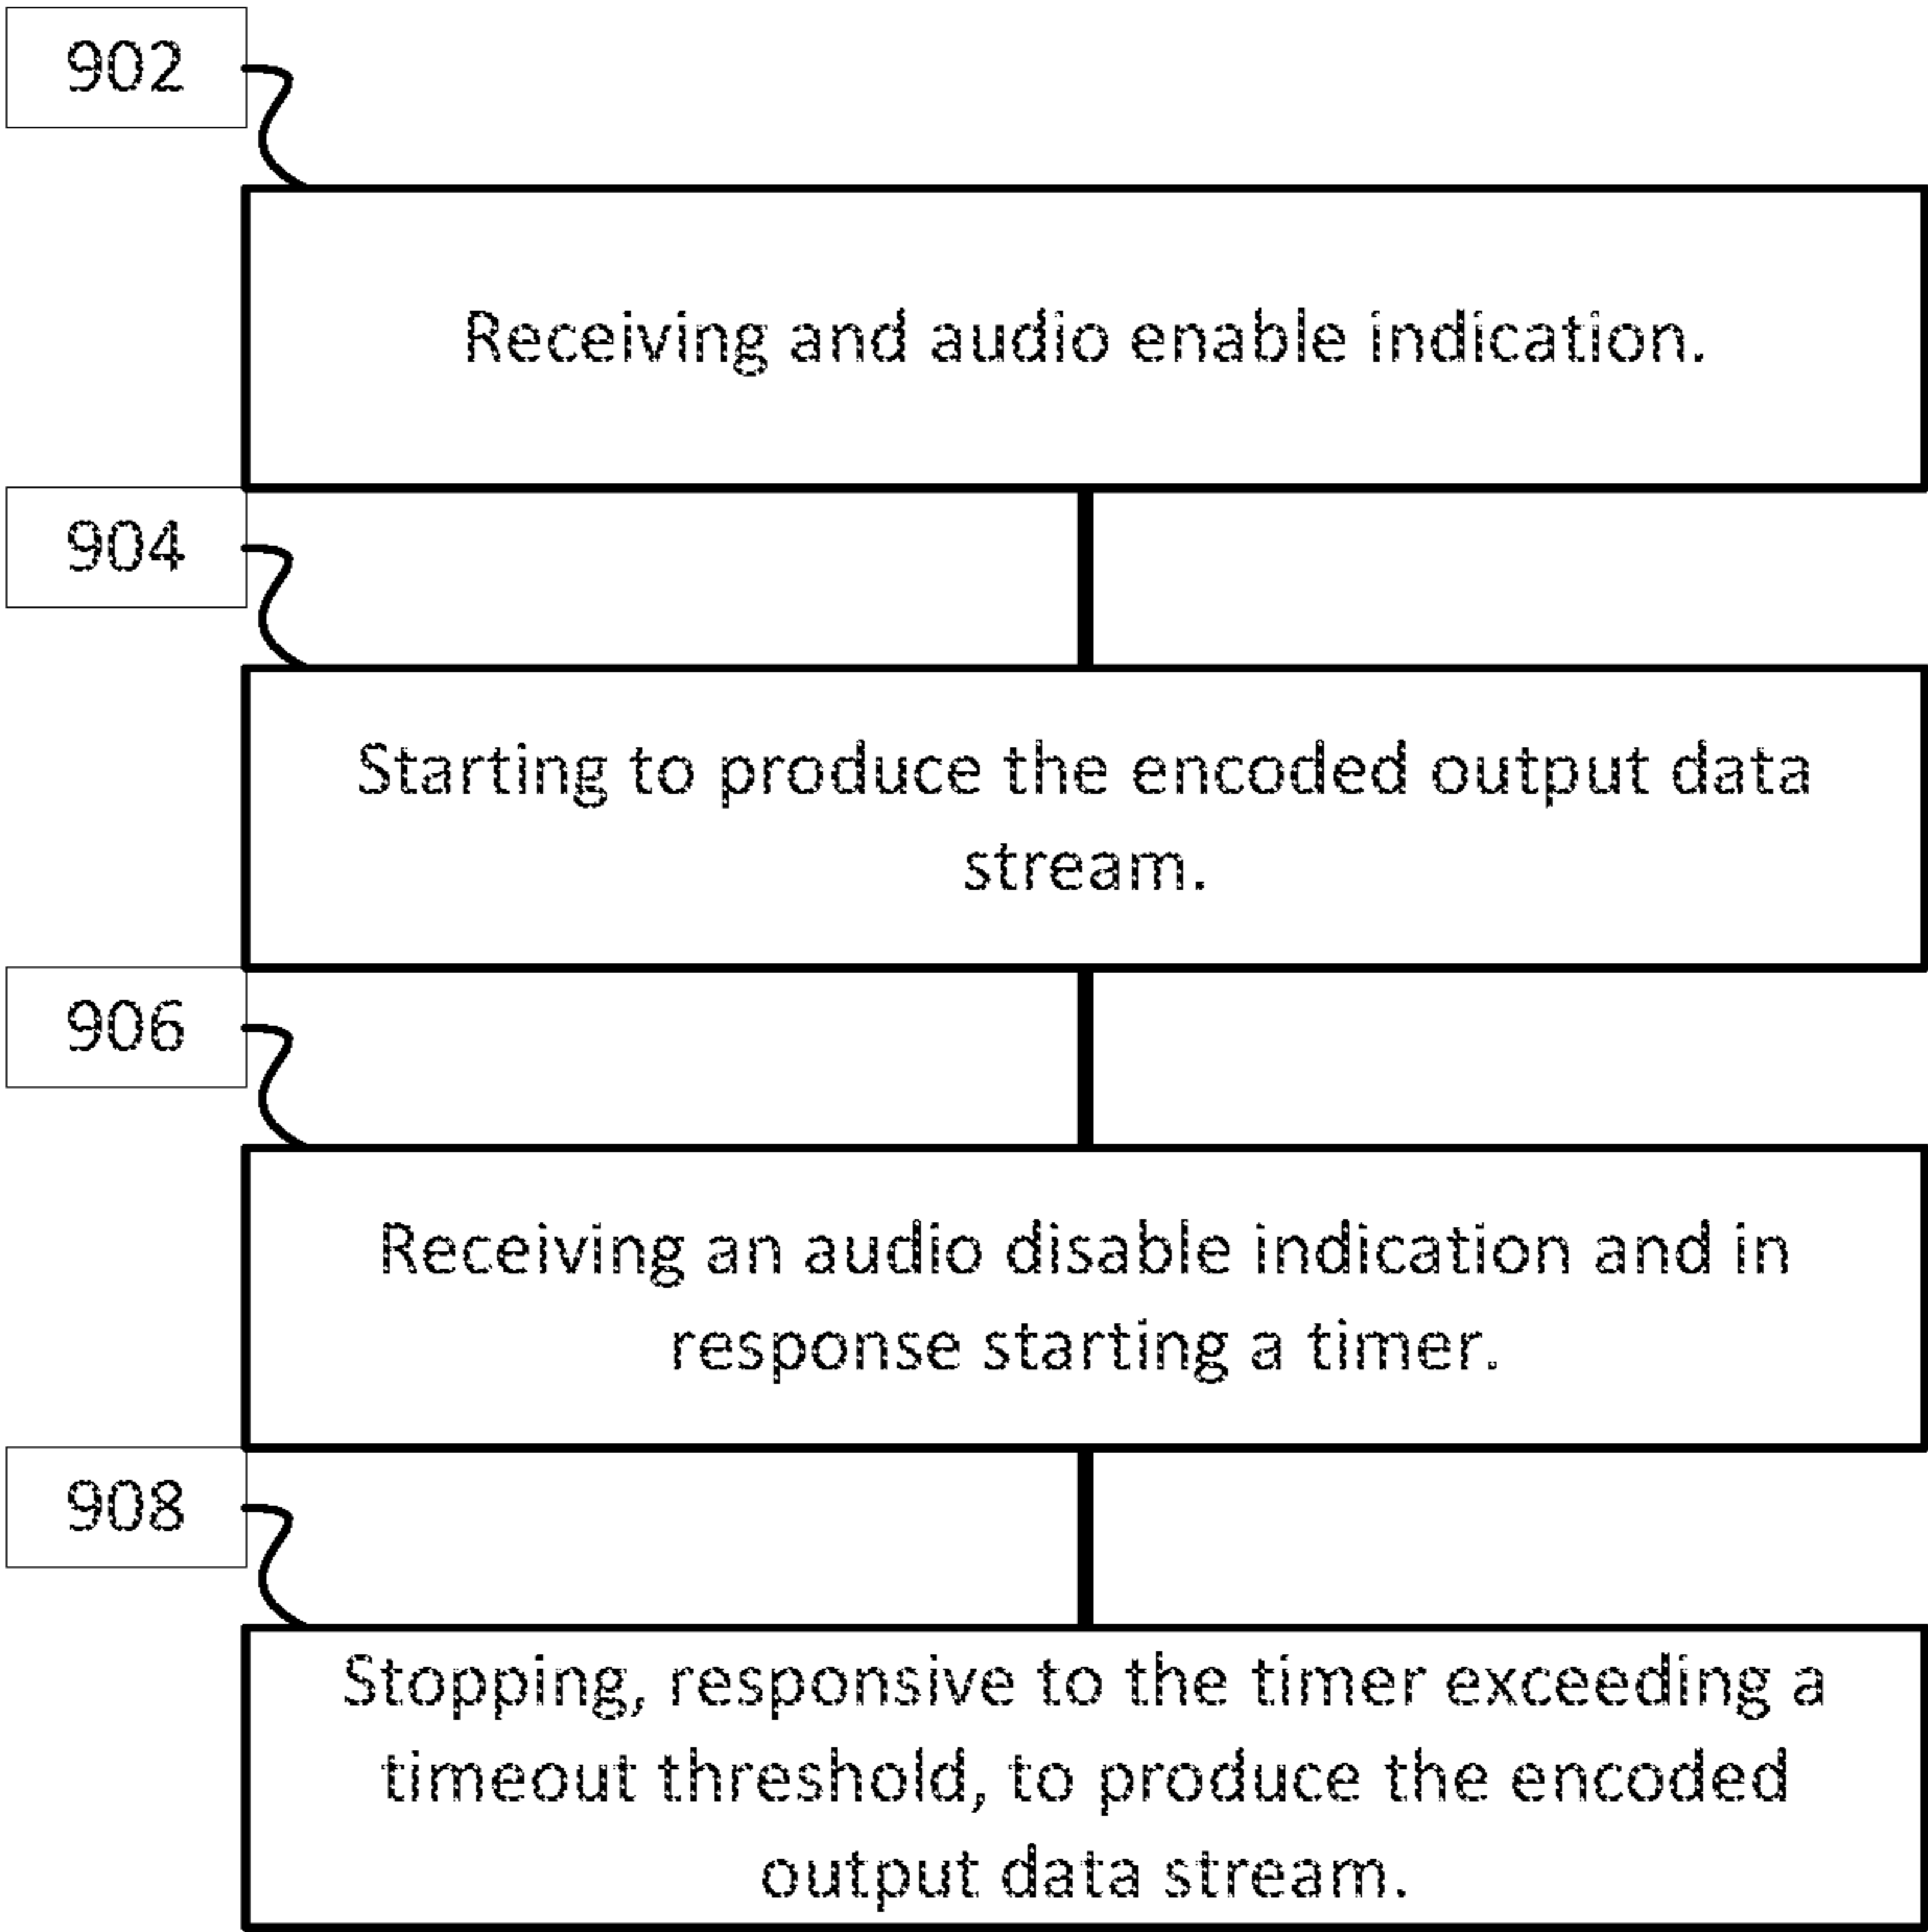 902
Receiving and audio enable indication.
904
Starting to produce the encoded output data
stream.
906
Receiving an audio disable indication and in
response starting a timer.
908
Stopping, responsive to the timer exceeding a
timeout threshold, to produce the encoded
output data stream.